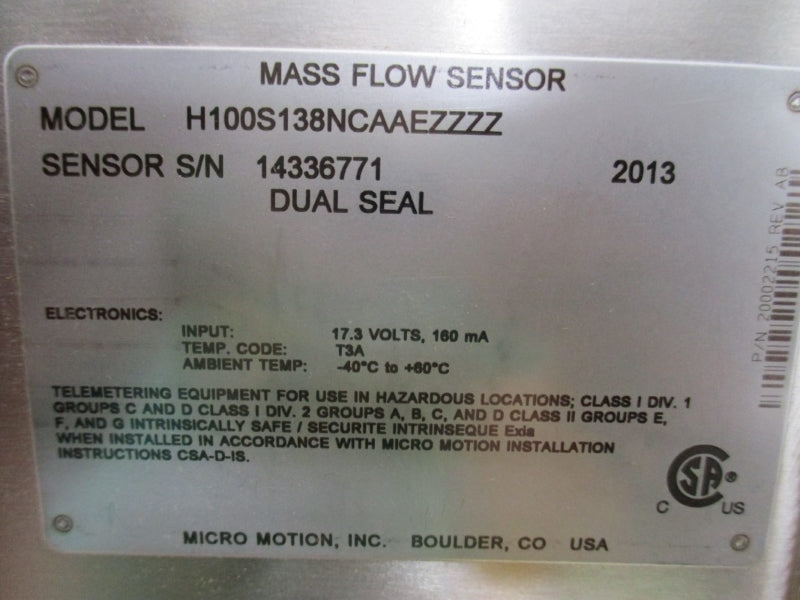 MASS FLOW SENSOR
MODEL H100S138NCAAEZZZZ
SENSOR S/N 14336771 2013
DUAL SEAL
P/N 20002215 REV AB
ELECTRONICS:
INPUT: 17.3 VOLTS, 160 mA
TEMP. CODE: T3A
AMBIENT TEMP: -40°C to +60°C
TELEMETERING EQUIPMENT FOR USE IN HAZARDOUS LOCATIONS; CLASS I DIV. 1
GROUPS C AND D CLASS I DIV. 2 GROUPS A, B, C, AND D CLASS II GROUPS E,
F, AND G INTRINSICALLY SAFE / SECURITE INTRINSEQUE Exia
WHEN INSTALLED IN ACCORDANCE WITH MICRO MOTION INSTALLATION
INSTRUCTIONS CSA-D-IS.
CSA ®
C US
MICRO MOTION, INC. BOULDER, CO USA